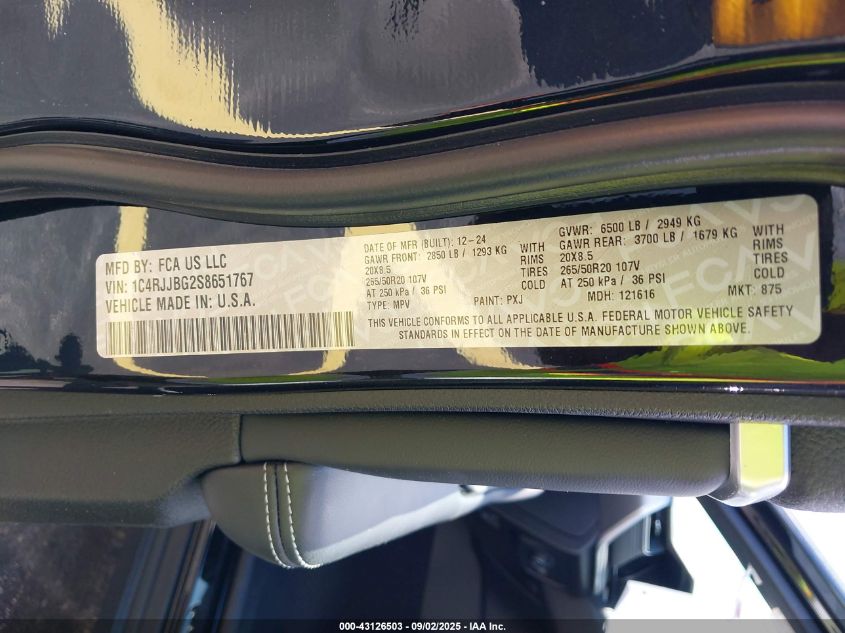 MFD BY: FCA US LLC
VIN: 1C4RJJBG2S8651767
VEHICLE MADE IN: U.S.A.
DATE OF MFR (BUILT): 12-24
GAWR FRONT: 2850 LB / 1293 KG WITH
20X8.5 RIMS
265/50R20 107V TIRES
AT 250 kPa / 36 PSI COLD
TYPE: MPV PAINT: PXJ
GVWR: 6500 LB / 2949 KG
GAWR REAR: 3700 LB / 1679 KG WITH
20X8.5 RIMS
265/50R20 107V TIRES
AT 250 kPa / 36 PSI COLD
MDH: 121616 MKT: 875
THIS VEHICLE CONFORMS TO ALL APPLICABLE U.S.A. FEDERAL MOTOR VEHICLE SAFETY
STANDARDS IN EFFECT ON THE DATE OF MANUFACTURE SHOWN ABOVE.
000-43126503 - 09/02/2025 - IAA Inc.